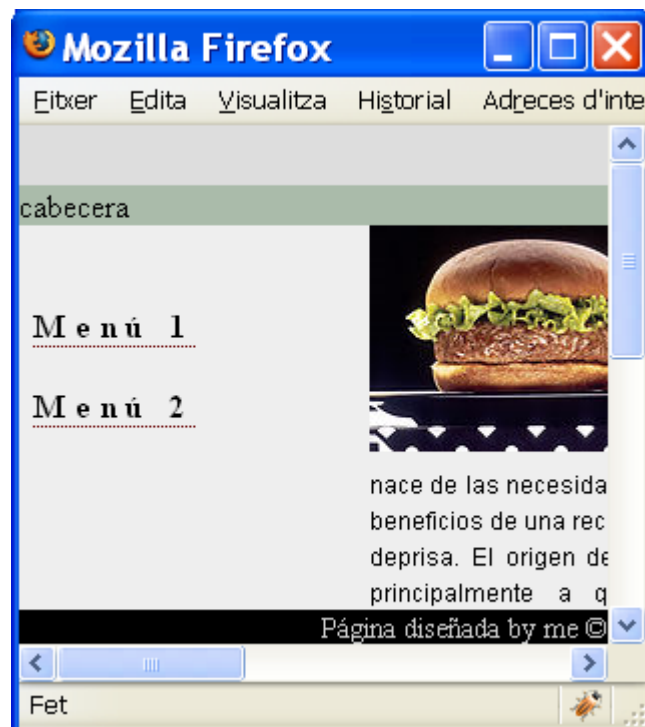 Mozilla Firefox
Fitxer Edita Visualitza Historial Adreces d'inte
cabecera
Menú 1
Menú 2
nace de las necesida
beneficios de una rec
deprisa. El origen de
principalmente a q
Página diseñada by me ©
Fet